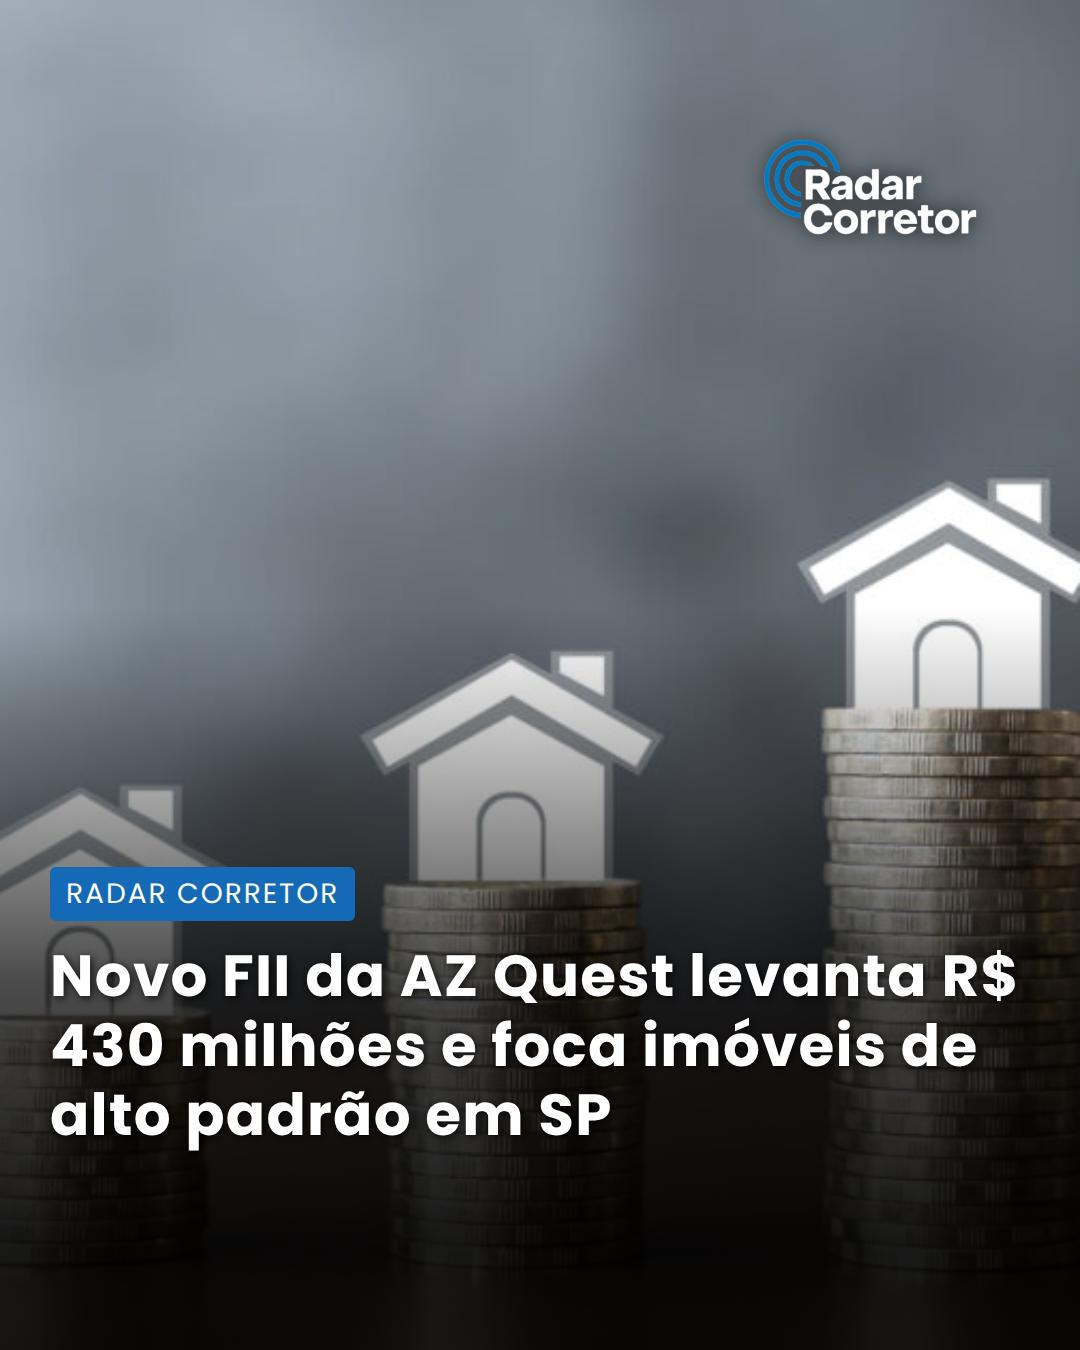 Radar
Corretor
RADAR CORRETOR
Novo FII da AZ Quest levanta R$
430 milhões e foca imóveis de
alto padrão em SP